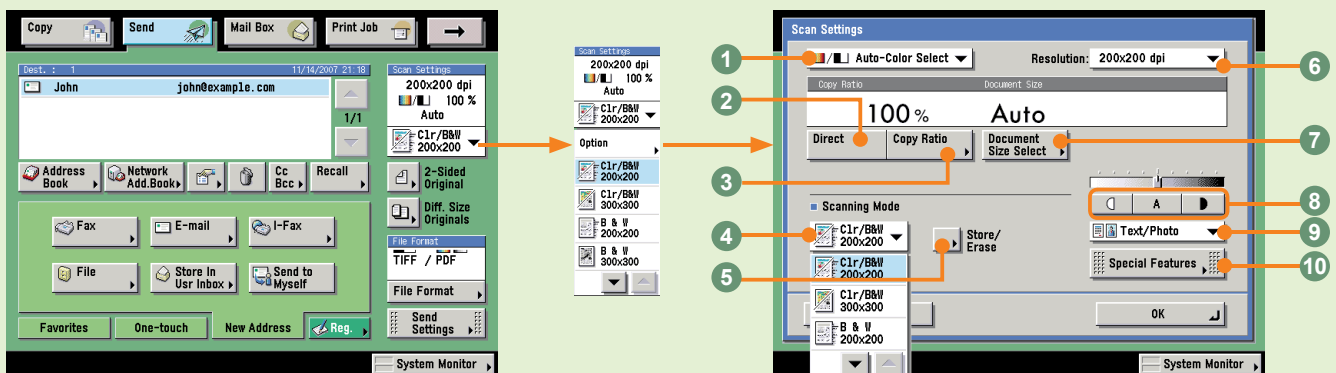 Copy
Send
Mail Box
Print Job
Dest. : 1
11/14/2007 21:18
John
john@example.com
1/1
Scan Settings
200x200 dpi
100 %
Auto
Clr/B&W
200x200
Address
Book
Network
Add.Book
Cc
Bcc
Recall
2-Sided
Original
Diff. Size
Originals
Fax
E-mail
I-Fax
File
Store In
Usr Inbox
Send to
Myself
File Format
TIFF / PDF
File Format
Favorites
One-touch
New Address
Reg.
Send
Settings
System Monitor
Scan Settings
200x200 dpi
100 %
Auto
Clr/B&W
200x200
Option
Clr/B&W
200x200
Clr/B&W
300x300
B & W
200x200
B & W
300x300
Scan Settings
1
Auto-Color Select
Resolution:
200x200 dpi
6
Copy Ratio
Document Size
2
100 %
Auto
Direct
Copy Ratio
Document
Size Select
7
3
8
A
Scanning Mode
4
Clr/B&W
200x200
Store/
Erase
5
Text/Photo
9
Clr/B&W
200x200
Clr/B&W
300x300
B & W
200x200
Special Features
10
OK
System Monitor